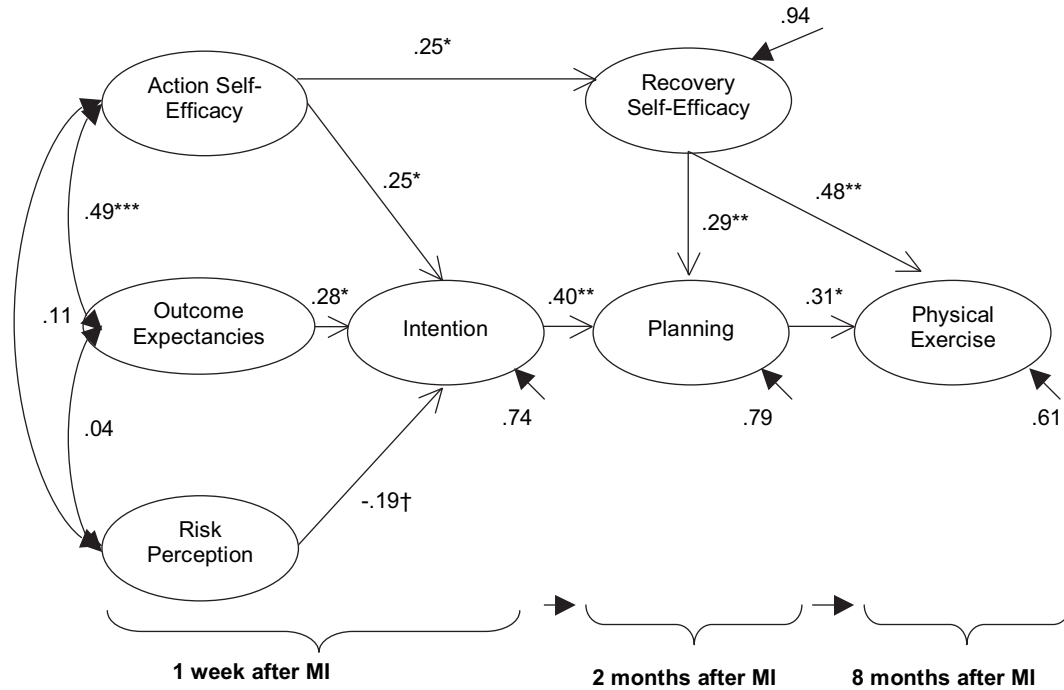 .94
.25*
Action Self-
Efficacy
Recovery
Self-Efficacy
.25*
.48**
.49***
.29**
.11
Outcome
Expectancies
.28*
Intention
.40**
Planning
.31*
Physical
Exercise
.74
.79
.61
.04
-.19†
Risk
Perception
1 week after MI
2 months after MI
8 months after MI